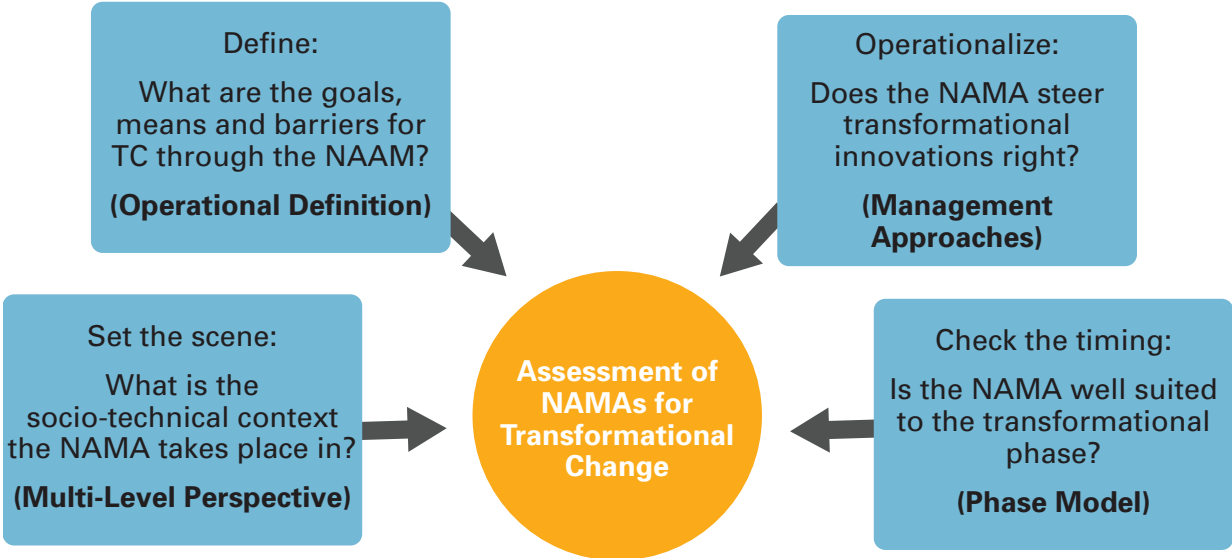 Define:
What are the goals,
means and barriers for
TC through the NAAM?
(Operational Definition)
Operationalize:
Does the NAMA steer
transformational
innovations right?
(Management
Approaches)
Set the scene:
What is the
socio-technical context
the NAMA takes place in?
(Multi-Level Perspective)
Assessment of
NAMAs for
Transformational
Change
Check the timing:
Is the NAMA well suited
to the transformational
phase?
(Phase Model)